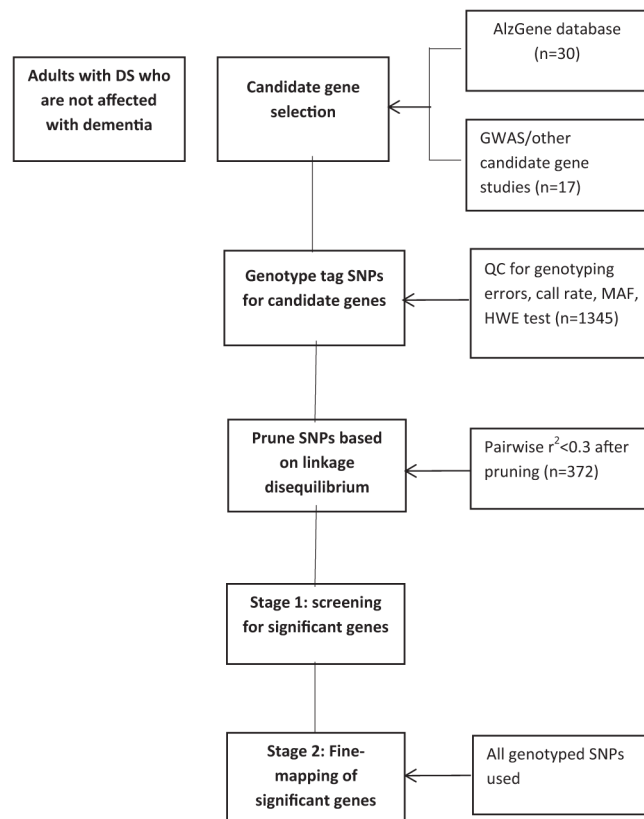 Adults with DS who
are not affected
with dementia
Candidate gene
selection
AlzGene database
(n=30)
GWAS/other
candidate gene
studies (n=17)
Genotype tag SNPs
for candidate genes
QC for genotyping
errors, call rate, MAF,
HWE test (n=1345)
Prune SNPs based
on linkage
disequilibrium
Pairwise r²<0.3 after
pruning (n=372)
Stage 1: screening
for significant genes
Stage 2: Fine-
mapping of
significant genes
All genotyped SNPs
used